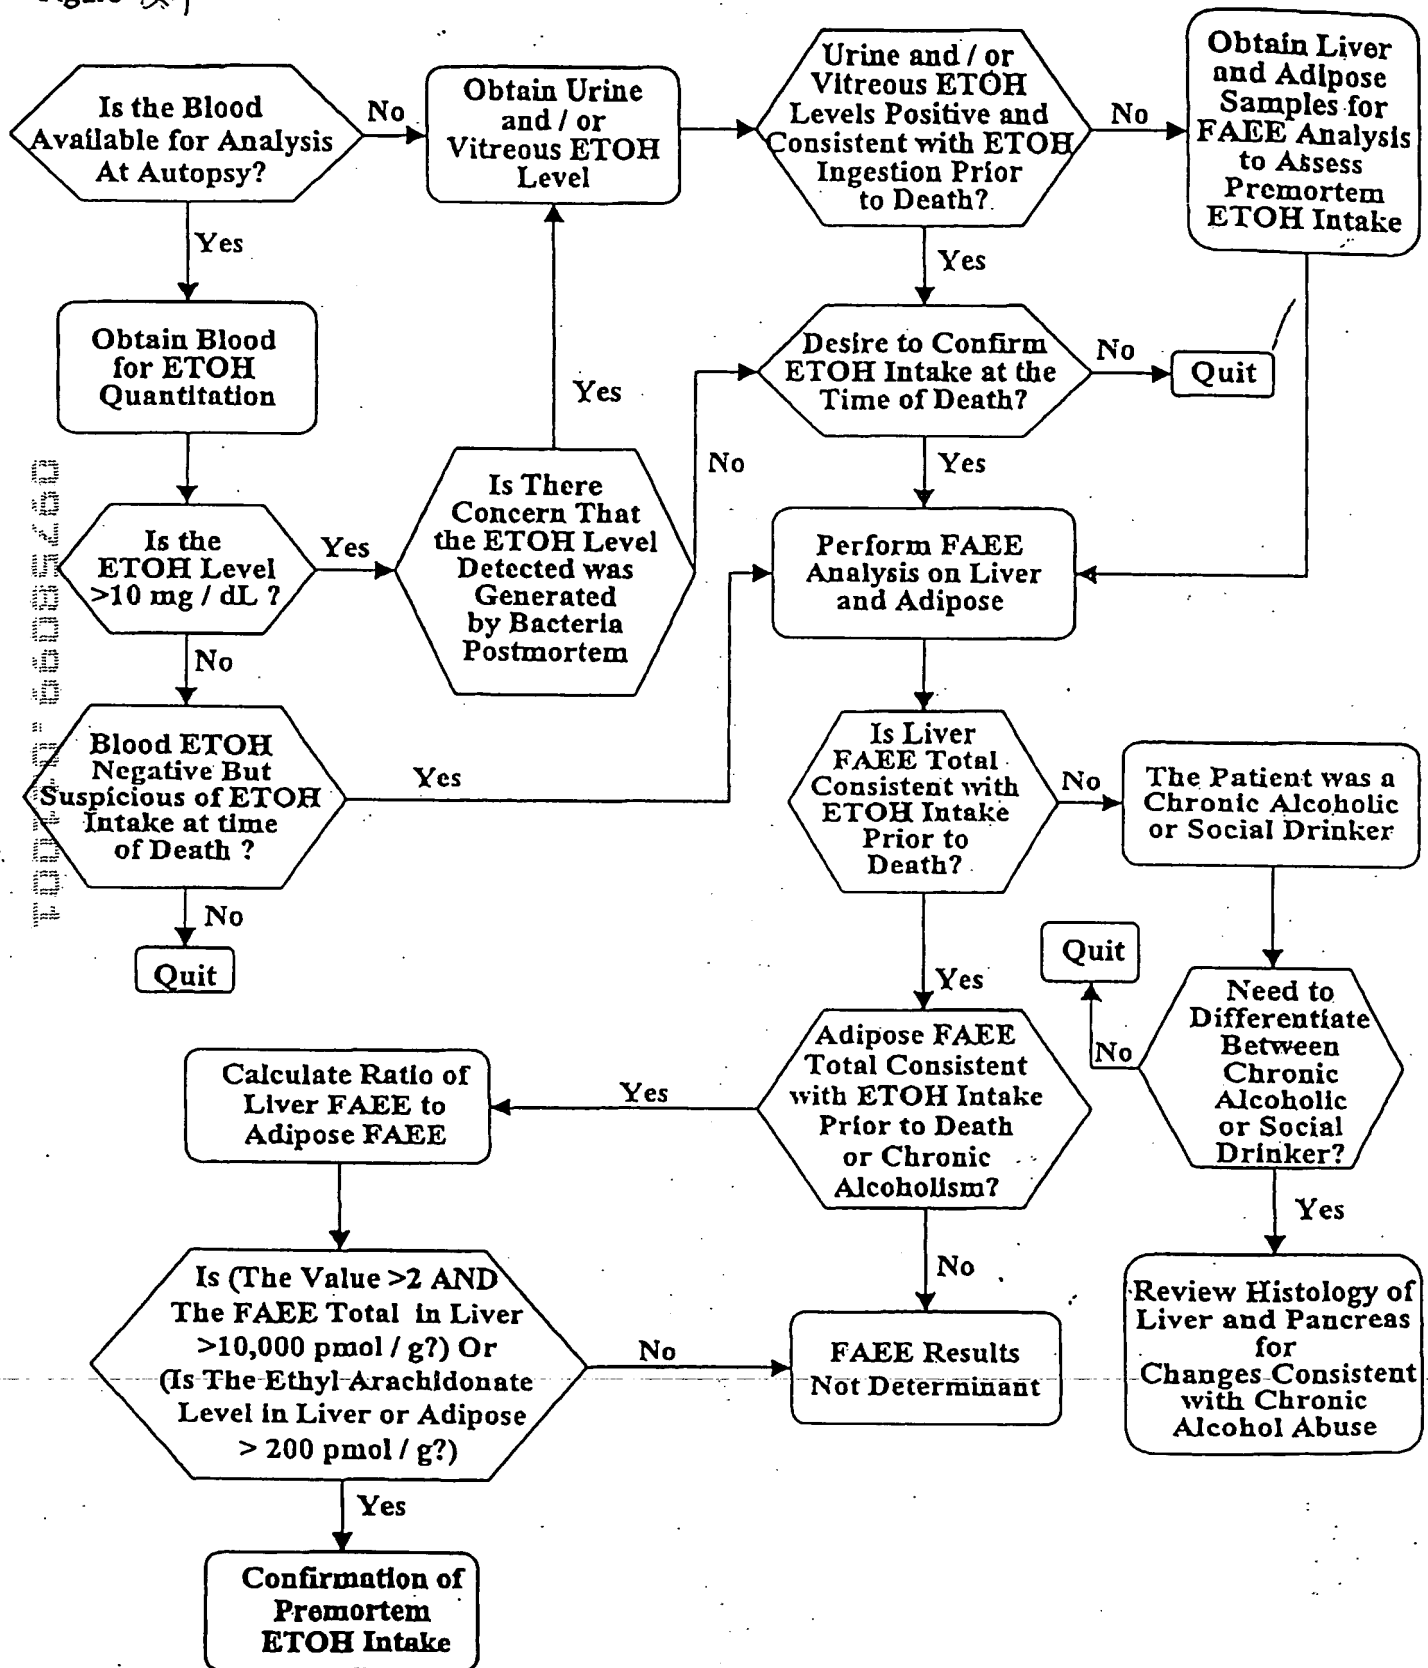 Is the Blood
Available for Analysis
At Autopsy?
No
Obtain Urine
and / or
Vitreous ETOH
Level
Urine and / or
Vitreous ETOH
Levels Positive and
Consistent with ETOH
Ingestion Prior
to Death?
No
Obtain Liver
and Adipose
Samples for
FAEE Analysis
to Assess
Premortem
ETOH Intake
Yes
Yes
Obtain Blood
for ETOH
Quantitation
Yes
Desire to Confirm
ETOH Intake at the
Time of Death?
No
Quit
Is the
ETOH Level
>10 mg / dL ?
Yes
Is There
Concern That
the ETOH Level
Detected was
Generated
by Bacteria
Postmortem
No
Yes
Perform FAEE
Analysis on Liver
and Adipose
No
Blood ETOH
Negative But
Suspicious of ETOH
Intake at time
of Death ?
Yes
Is Liver
FAEE Total
Consistent with
ETOH Intake
Prior to
Death?
No
The Patient was a
Chronic Alcoholic
or Social Drinker
No
Quit
Yes
Quit
No
Need to
Differentiate
Between
Chronic
Alcoholic
or Social
Drinker?
Calculate Ratio of
Liver FAEE to
Adipose FAEE
Yes
Adipose FAEE
Total Consistent
with ETOH Intake
Prior to Death
or Chronic
Alcoholism?
Yes
Is (The Value >2 AND
The FAEE Total in Liver
>10,000 pmol / g?) Or
(Is The Ethyl Arachidonate
Level in Liver or Adipose
> 200 pmol / g?)
No
No
FAEE Results
Not Determinant
Review Histology of
Liver and Pancreas
for
Changes Consistent
with Chronic
Alcohol Abuse
Yes
Confirmation of
Premortem
ETOH Intake